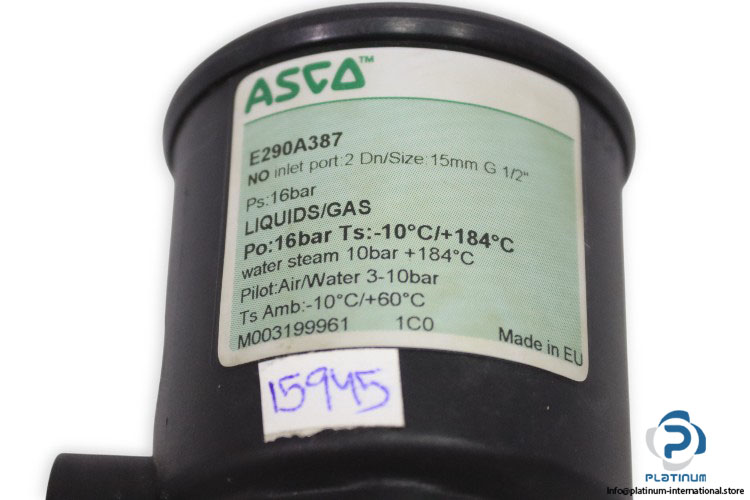 ASCO™
E290A387
NO inlet port:2 Dn/Size:15mm G 1/2"
Ps:16bar
LIQUIDS/GAS
Po:16bar Ts:-10°C/+184°C
water steam 10bar +184°C
Pilot:Air/Water 3-10bar
Ts Amb:-10°C/+60°C
M003199961 1C0 Made in EU
15945
PLATINUM
Info@platinum-international.store